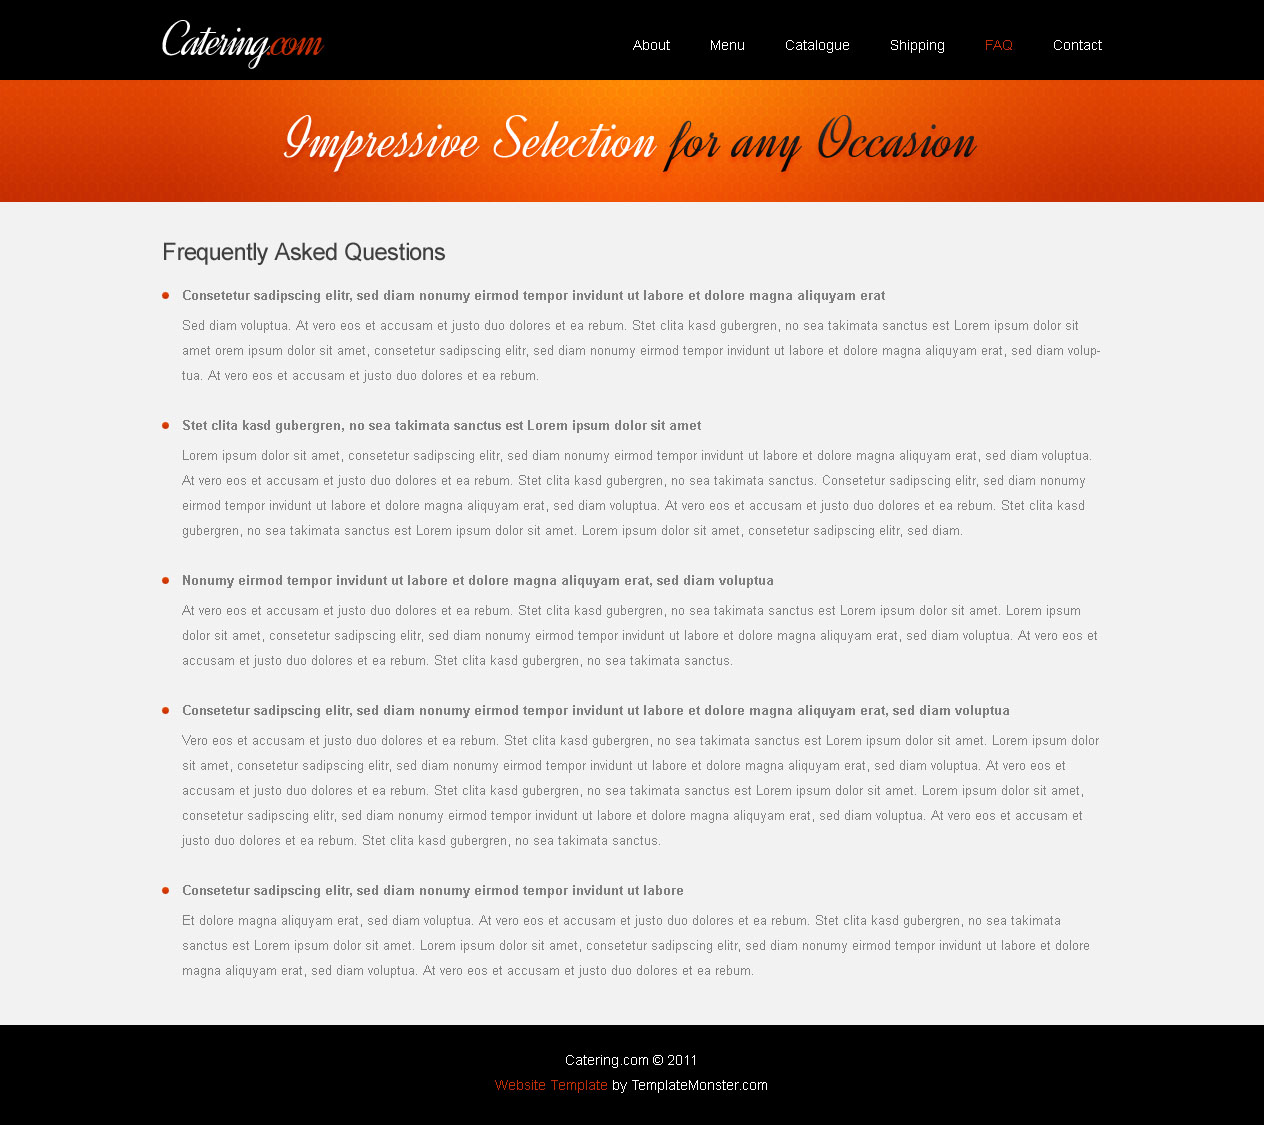 Catering.com
About Menu Catalogue Shipping FAQ Contact
Impressive Selection for any Occasion
Frequently Asked Questions
Consetetur sadipscing elitr, sed diam nonumy eirmod tempor invidunt ut labore et dolore magna aliquyam erat
Sed diam voluptua. At vero eos et accusam et justo duo dolores et ea rebum. Stet clita kasd gubergren, no sea takimata sanctus est Lorem ipsum dolor sit
amet orem ipsum dolor sit amet, consetetur sadipscing elitr, sed diam nonumy eirmod tempor invidunt ut labore et dolore magna aliquyam erat, sed diam volup-
tua. At vero eos et accusam et justo duo dolores et ea rebum.
Stet clita kasd gubergren, no sea takimata sanctus est Lorem ipsum dolor sit amet
Lorem ipsum dolor sit amet, consetetur sadipscing elitr, sed diam nonumy eirmod tempor invidunt ut labore et dolore magna aliquyam erat, sed diam voluptua.
At vero eos et accusam et justo duo dolores et ea rebum. Stet clita kasd gubergren, no sea takimata sanctus. Consetetur sadipscing elitr, sed diam nonumy
eirmod tempor invidunt ut labore et dolore magna aliquyam erat, sed diam voluptua. At vero eos et accusam et justo duo dolores et ea rebum. Stet clita kasd
gubergren, no sea takimata sanctus est Lorem ipsum dolor sit amet. Lorem ipsum dolor sit amet, consetetur sadipscing elitr, sed diam.
Nonumy eirmod tempor invidunt ut labore et dolore magna aliquyam erat, sed diam voluptua
At vero eos et accusam et justo duo dolores et ea rebum. Stet clita kasd gubergren, no sea takimata sanctus est Lorem ipsum dolor sit amet. Lorem ipsum
dolor sit amet, consetetur sadipscing elitr, sed diam nonumy eirmod tempor invidunt ut labore et dolore magna aliquyam erat, sed diam voluptua. At vero eos et
accusam et justo duo dolores et ea rebum. Stet clita kasd gubergren, no sea takimata sanctus.
Consetetur sadipscing elitr, sed diam nonumy eirmod tempor invidunt ut labore et dolore magna aliquyam erat, sed diam voluptua
Vero eos et accusam et justo duo dolores et ea rebum. Stet clita kasd gubergren, no sea takimata sanctus est Lorem ipsum dolor sit amet. Lorem ipsum dolor
sit amet, consetetur sadipscing elitr, sed diam nonumy eirmod tempor invidunt ut labore et dolore magna aliquyam erat, sed diam voluptua. At vero eos et
accusam et justo duo dolores et ea rebum. Stet clita kasd gubergren, no sea takimata sanctus est Lorem ipsum dolor sit amet. Lorem ipsum dolor sit amet,
consetetur sadipscing elitr, sed diam nonumy eirmod tempor invidunt ut labore et dolore magna aliquyam erat, sed diam voluptua. At vero eos et accusam et
justo duo dolores et ea rebum. Stet clita kasd gubergren, no sea takimata sanctus.
Consetetur sadipscing elitr, sed diam nonumy eirmod tempor invidunt ut labore
Et dolore magna aliquyam erat, sed diam voluptua. At vero eos et accusam et justo duo dolores et ea rebum. Stet clita kasd gubergren, no sea takimata
sanctus est Lorem ipsum dolor sit amet. Lorem ipsum dolor sit amet, consetetur sadipscing elitr, sed diam nonumy eirmod tempor invidunt ut labore et dolore
magna aliquyam erat, sed diam voluptua. At vero eos et accusam et justo duo dolores et ea rebum.
Catering.com © 2011
Website Template by TemplateMonster.com